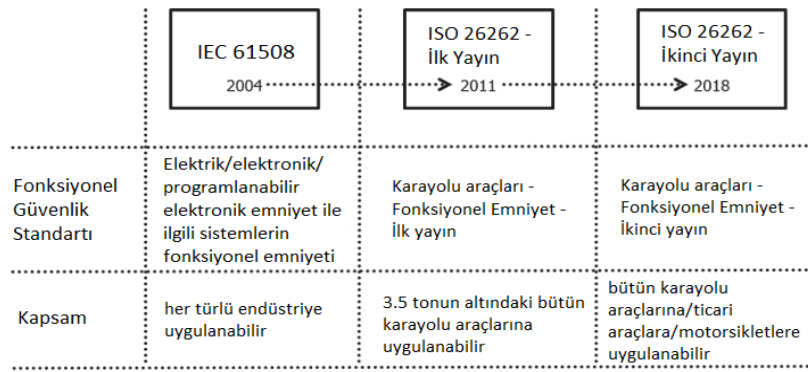 IEC 61508
2004
ISO 26262 -
İlk Yayın
2011
ISO 26262 -
İkinci Yayın
2018
Fonksiyonel
Güvenlik
Standartı
Elektrik/elektronik/
programlanabilir
elektronik emniyet ile
ilgili sistemlerin
fonksiyonel emniyeti
Karayolu araçları -
Fonksiyonel Emniyet -
İlk yayın
Karayolu araçları -
Fonksiyonel Emniyet -
İkinci yayın
Kapsam
her türlü endüstriye
uygulanabilir
3.5 tonun altındaki bütün
karayolu araçlarına
uygulanabilir
bütün karayolu
araçlarına/ticari
araçlara/motorsikletlere
uygulanabilir